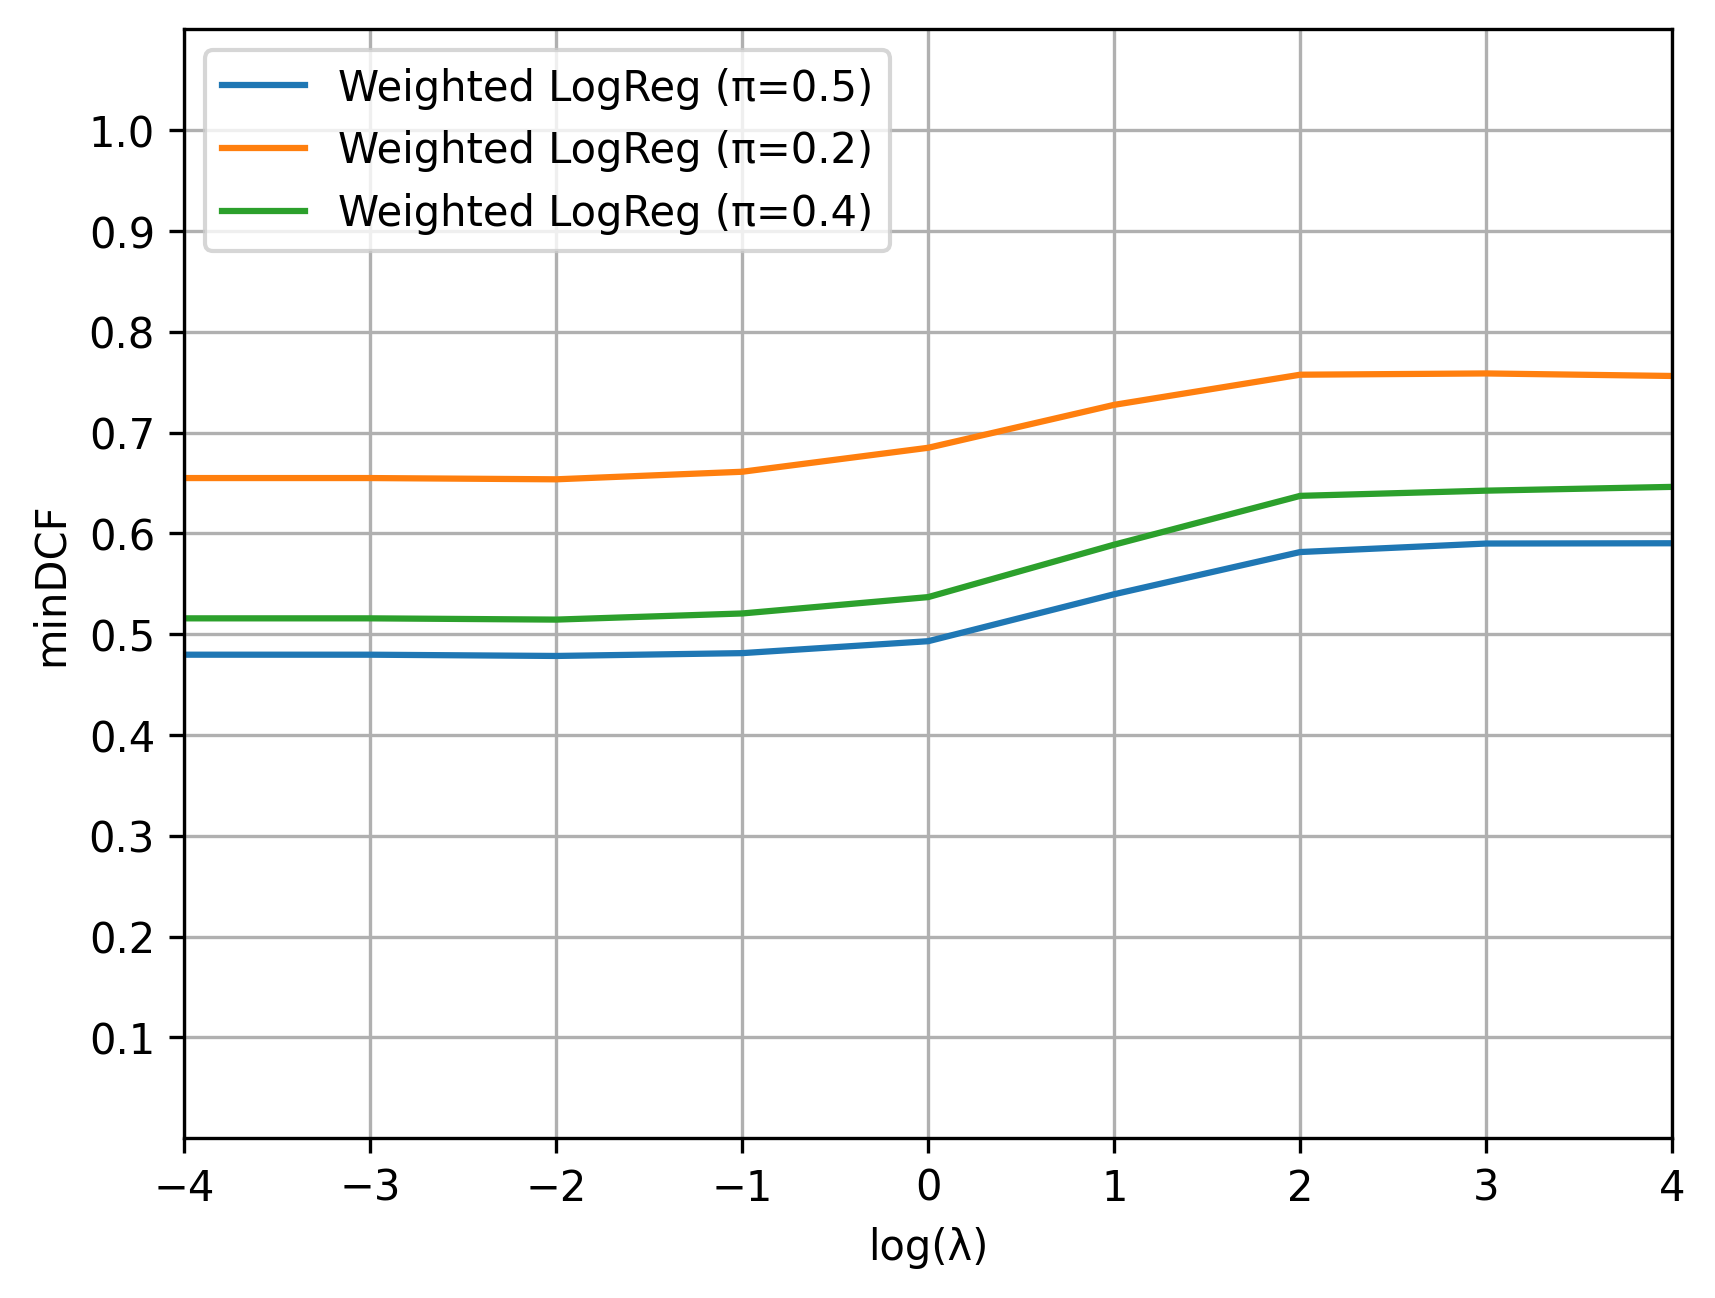 Weighted LogReg (π=0.5)
Weighted LogReg (π=0.2)
Weighted LogReg (π=0.4)
1.0
0.9
0.8
0.7
0.6
0.5
0.4
0.3
0.2
0.1
minDCF
−4 −3 −2 −1 0 1 2 3 4
log(λ)